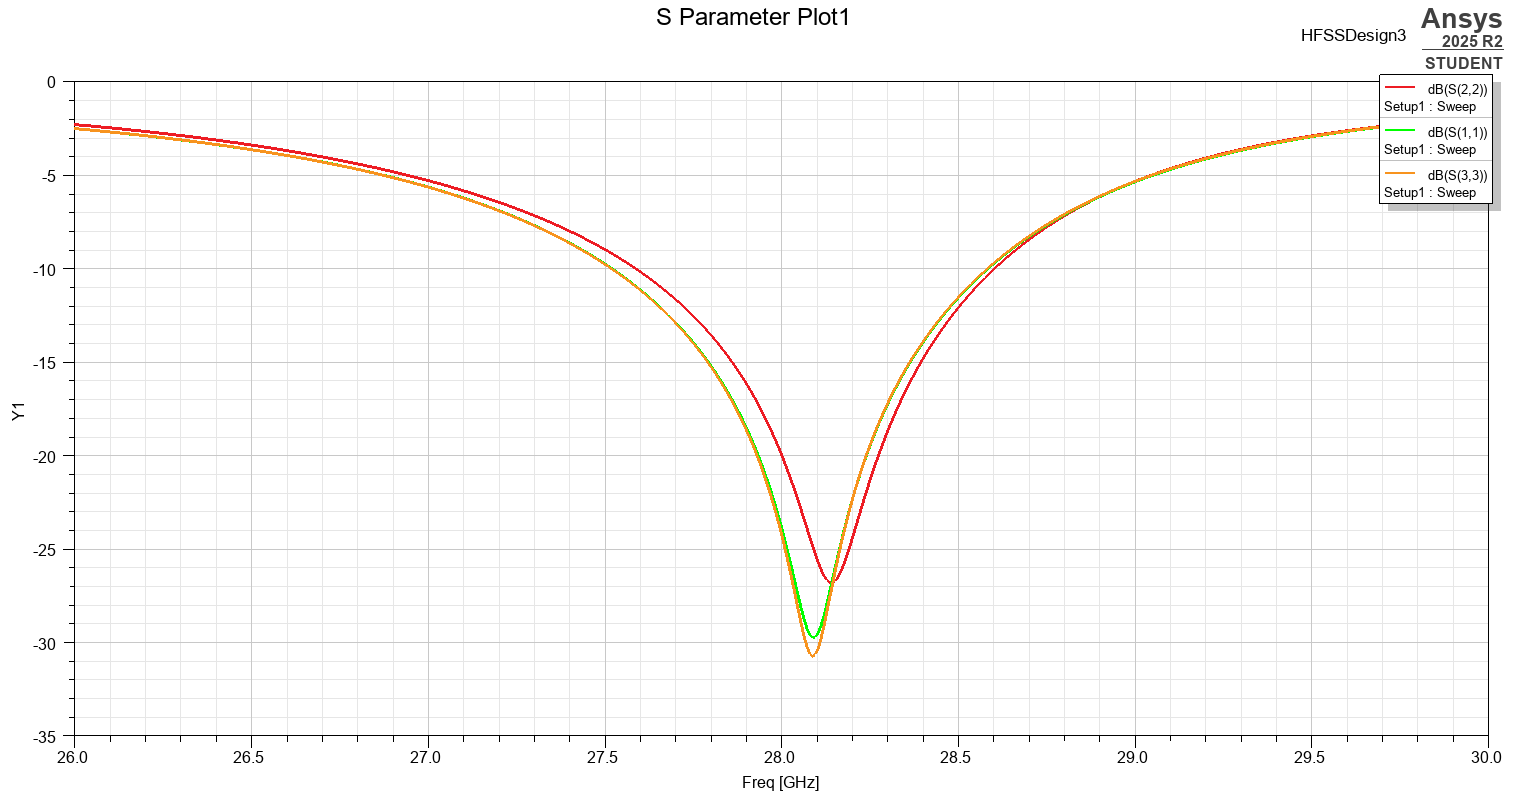 S Parameter Plot1
Ansys
HFSSDesign3
2025 R2
STUDENT
dB(S(2,2))
Setup1 : Sweep
dB(S(1,1))
Setup1 : Sweep
dB(S(3,3))
Setup1 : Sweep
0
-5
-10
-15
-20
-25
-30
-35
Y1
26.0 26.5 27.0 27.5 28.0 28.5 29.0 29.5 30.0
Freq [GHz]